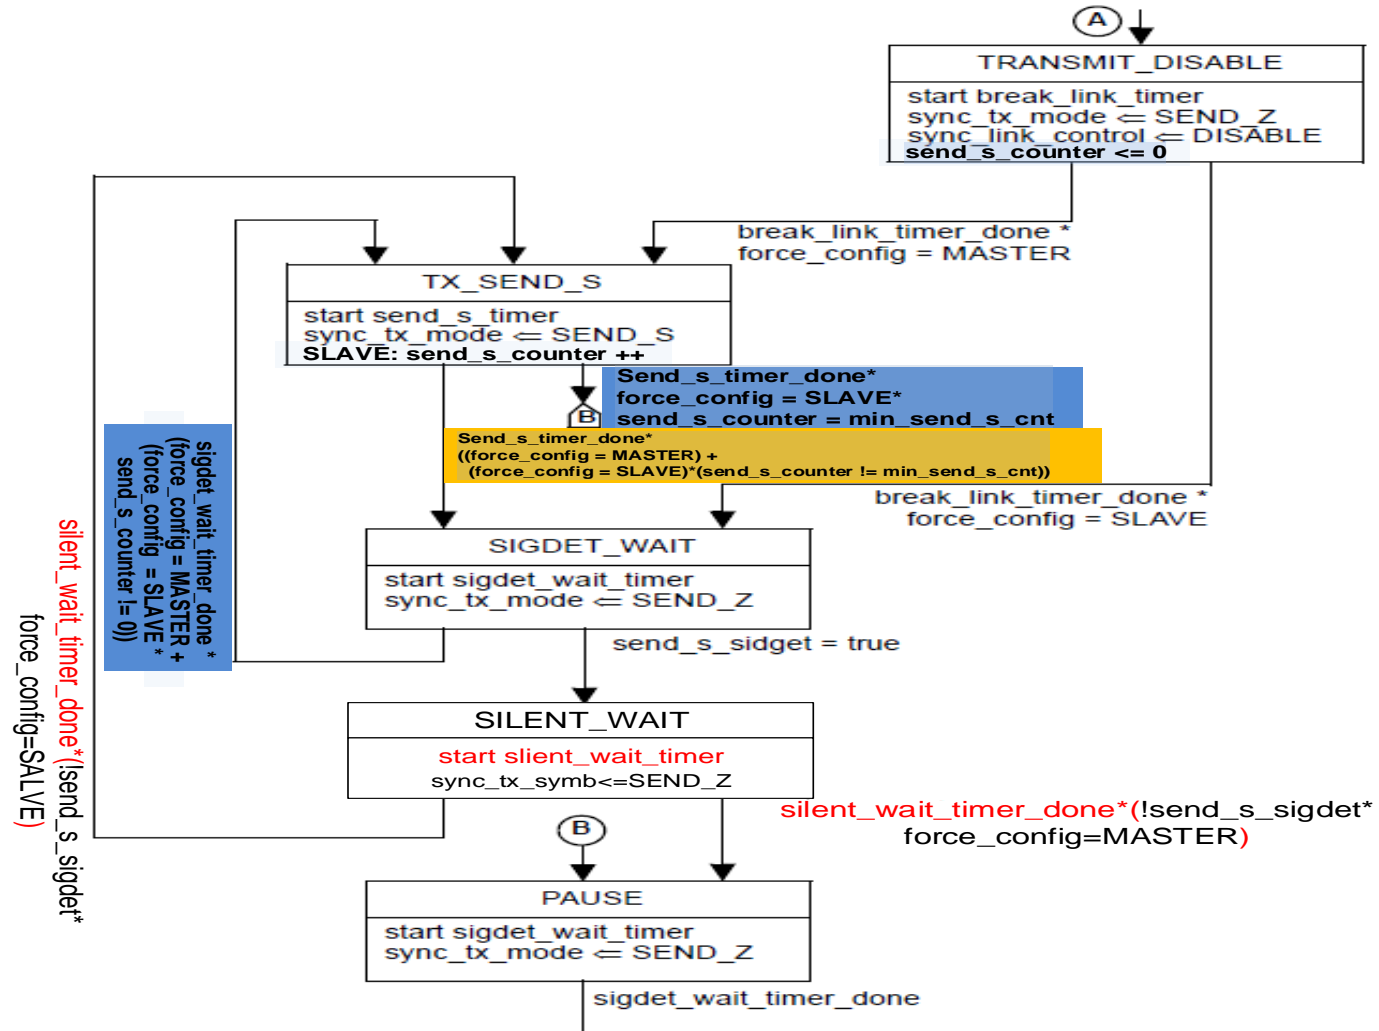 A
TRANSMIT_DISABLE
start break_link_timer
sync_tx_mode ⇐ SEND_Z
sync_link_control ⇐ DISABLE
send_s_counter <= 0
break_link_timer_done *
force_config = MASTER
TX_SEND_S
start send_s_timer
sync_tx_mode ⇐ SEND_S
SLAVE: send_s_counter ++
B
Send_s_timer_done*
force_config = SLAVE*
send_s_counter = min_send_s_cnt
Send_s_timer_done*
((force_config = MASTER) +
(force_config = SLAVE)*(send_s_counter != min_send_s_cnt))
break_link_timer_done *
force_config = SLAVE
sigdet_wait_timer_done *
(force_config = MASTER +
(force_config = SLAVE *
send_s_counter != 0))
SIGDET_WAIT
start sigdet_wait_timer
sync_tx_mode ⇐ SEND_Z
send_s_sidget = true
silent_wait_timer_done*(!send_s_sigdet*
force_config=SALVE)
SILENT_WAIT
start slient_wait_timer
sync_tx_symb<=SEND_Z
silent_wait_timer_done*(!send_s_sigdet*
force_config=MASTER)
B
PAUSE
start sigdet_wait_timer
sync_tx_mode ⇐ SEND_Z
sigdet_wait_timer_done